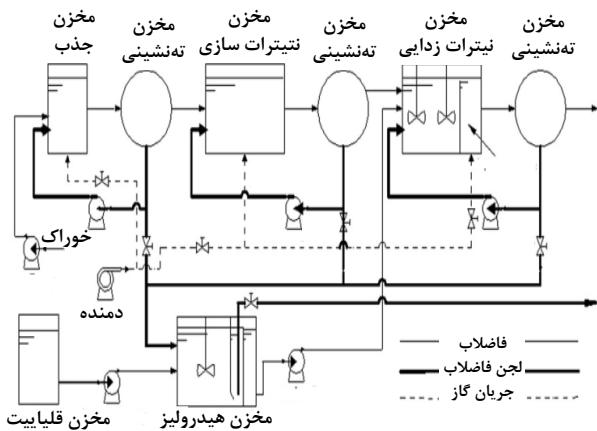 مخزن
جذب
مخزن
ته‌نشینی
مخزن
نتیترات سازی
مخزن
ته‌نشینی
مخزن
نیترات زدایی
مخزن
ته‌نشینی
خوراک
دمنده
مخزن قلیاییت
مخزن هیدرولیز
فاضلاب
لجن فاضلاب
جریان گاز